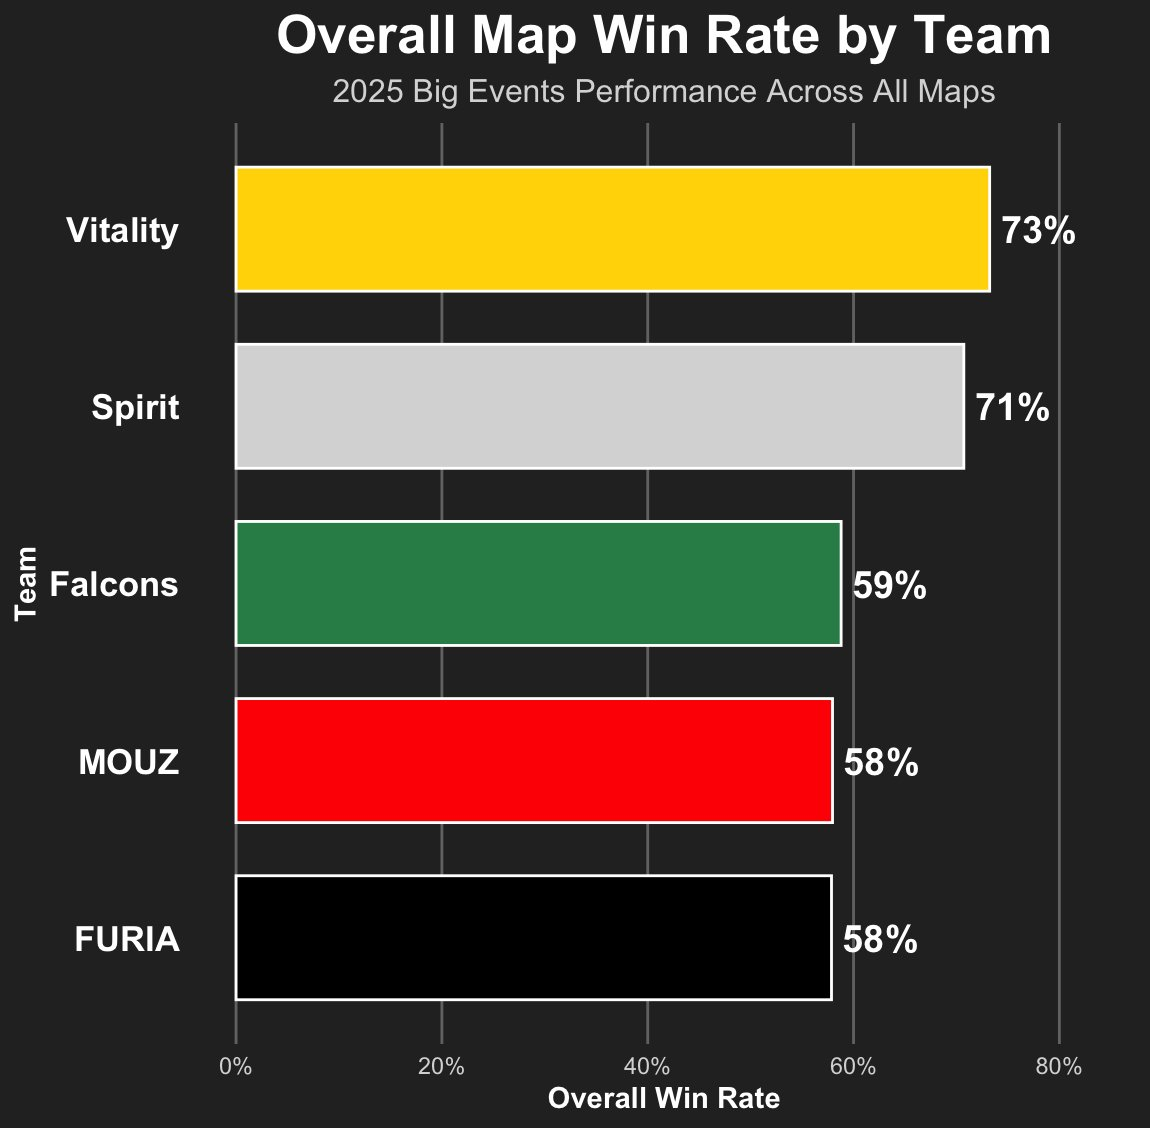 Overall Map Win Rate by Team
2025 Big Events Performance Across All Maps
Vitality
73%
Spirit
71%
Team
Falcons
59%
MOUZ
58%
FURIA
58%
0%
20%
40%
60%
80%
Overall Win Rate